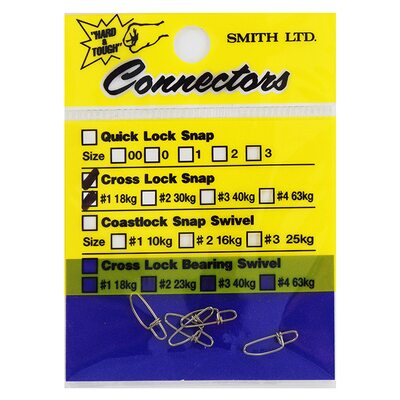 "HARD
&
TOUGH"
SMITH LTD.
Connectors
Quick Lock Snap
Size 00 0 1 2 3
Cross Lock Snap
#1 18kg #2 30kg #3 40kg #4 63kg
Coastlock Snap Swivel
Size #1 10kg #2 16kg #3 25kg
Cross Lock Bearing Swivel
#1 18kg #2 23kg #3 40kg #4 63kg